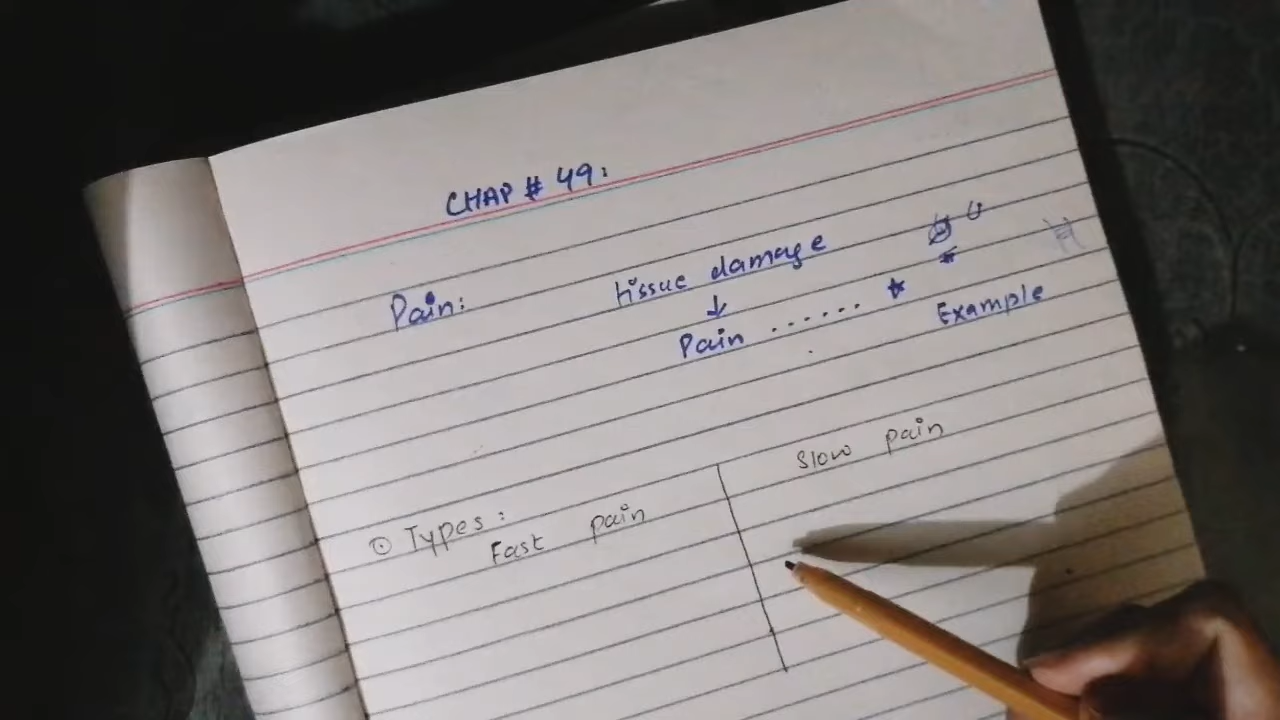 CHAP # 49:
Pain: tissue damage
↓
Pain ...... * Example
Slow pain
⊙ Types:
Fast pain